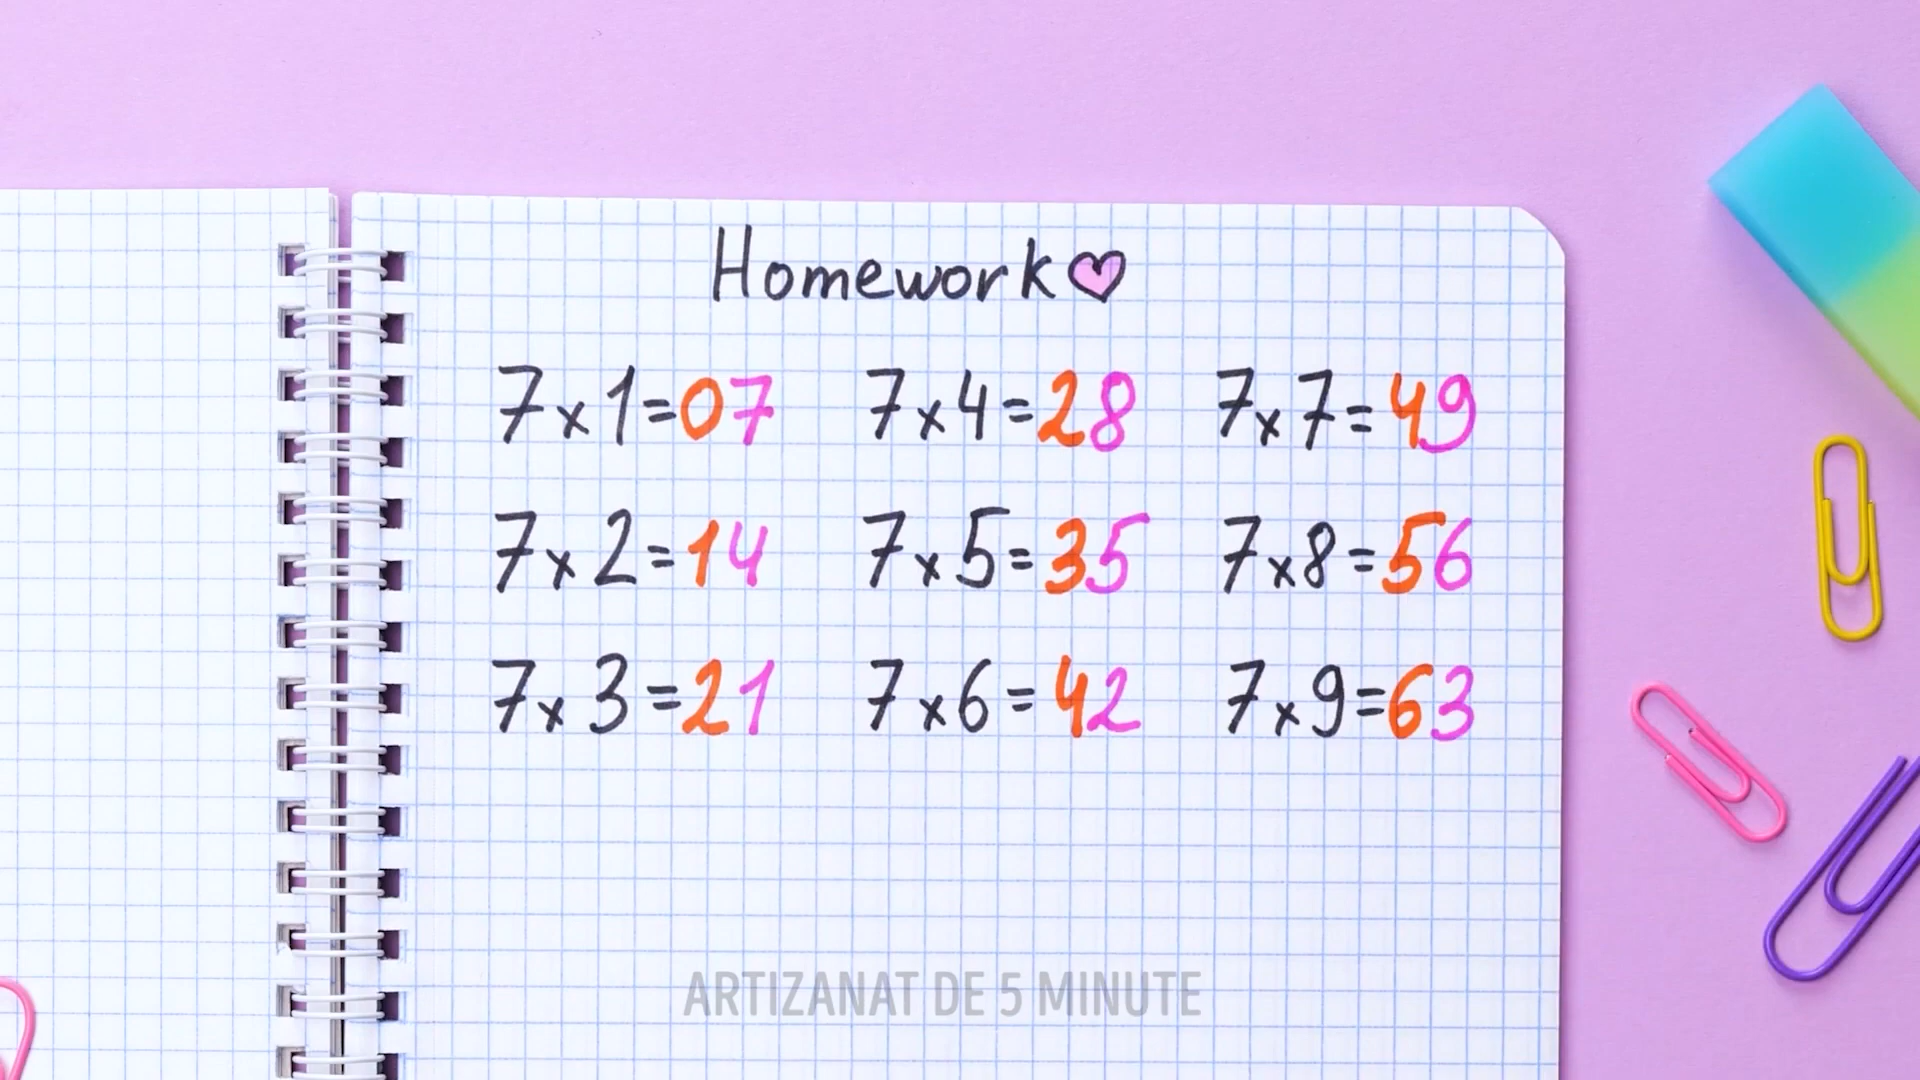 Homework
7x1=07 7x4=28 7x7=49
7x2=14 7x5=35 7x8=56
7x3=21 7x6=42 7x9=63
ARTIZANAT DE 5 MINUTE